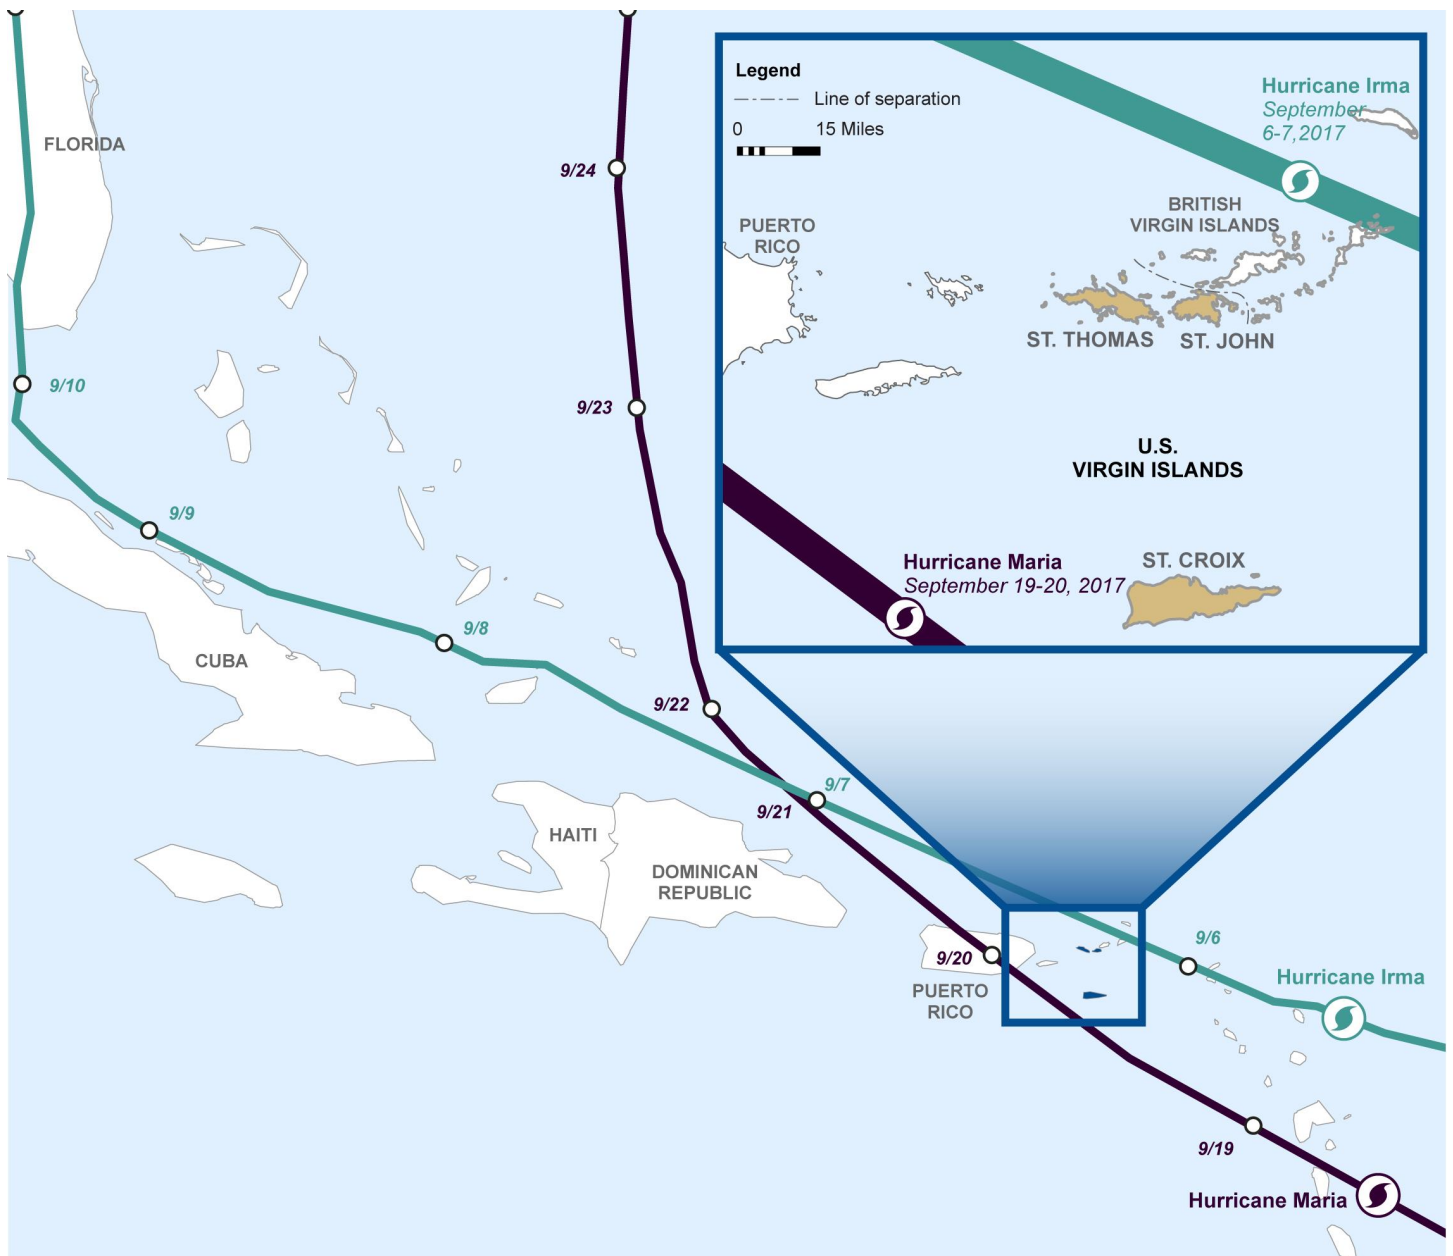 Legend
Line of separation
0 15 Miles
Hurricane Irma
September
6-7,2017
BRITISH
VIRGIN ISLANDS
PUERTO
RICO
ST. THOMAS
ST. JOHN
U.S.
VIRGIN ISLANDS
Hurricane Maria
September 19-20, 2017
ST. CROIX
FLORIDA
9/24
9/10
9/23
9/9
9/8
CUBA
9/22
9/7
9/21
HAITI
DOMINICAN
REPUBLIC
9/6
9/20
Hurricane Irma
PUERTO
RICO
9/19
Hurricane Maria